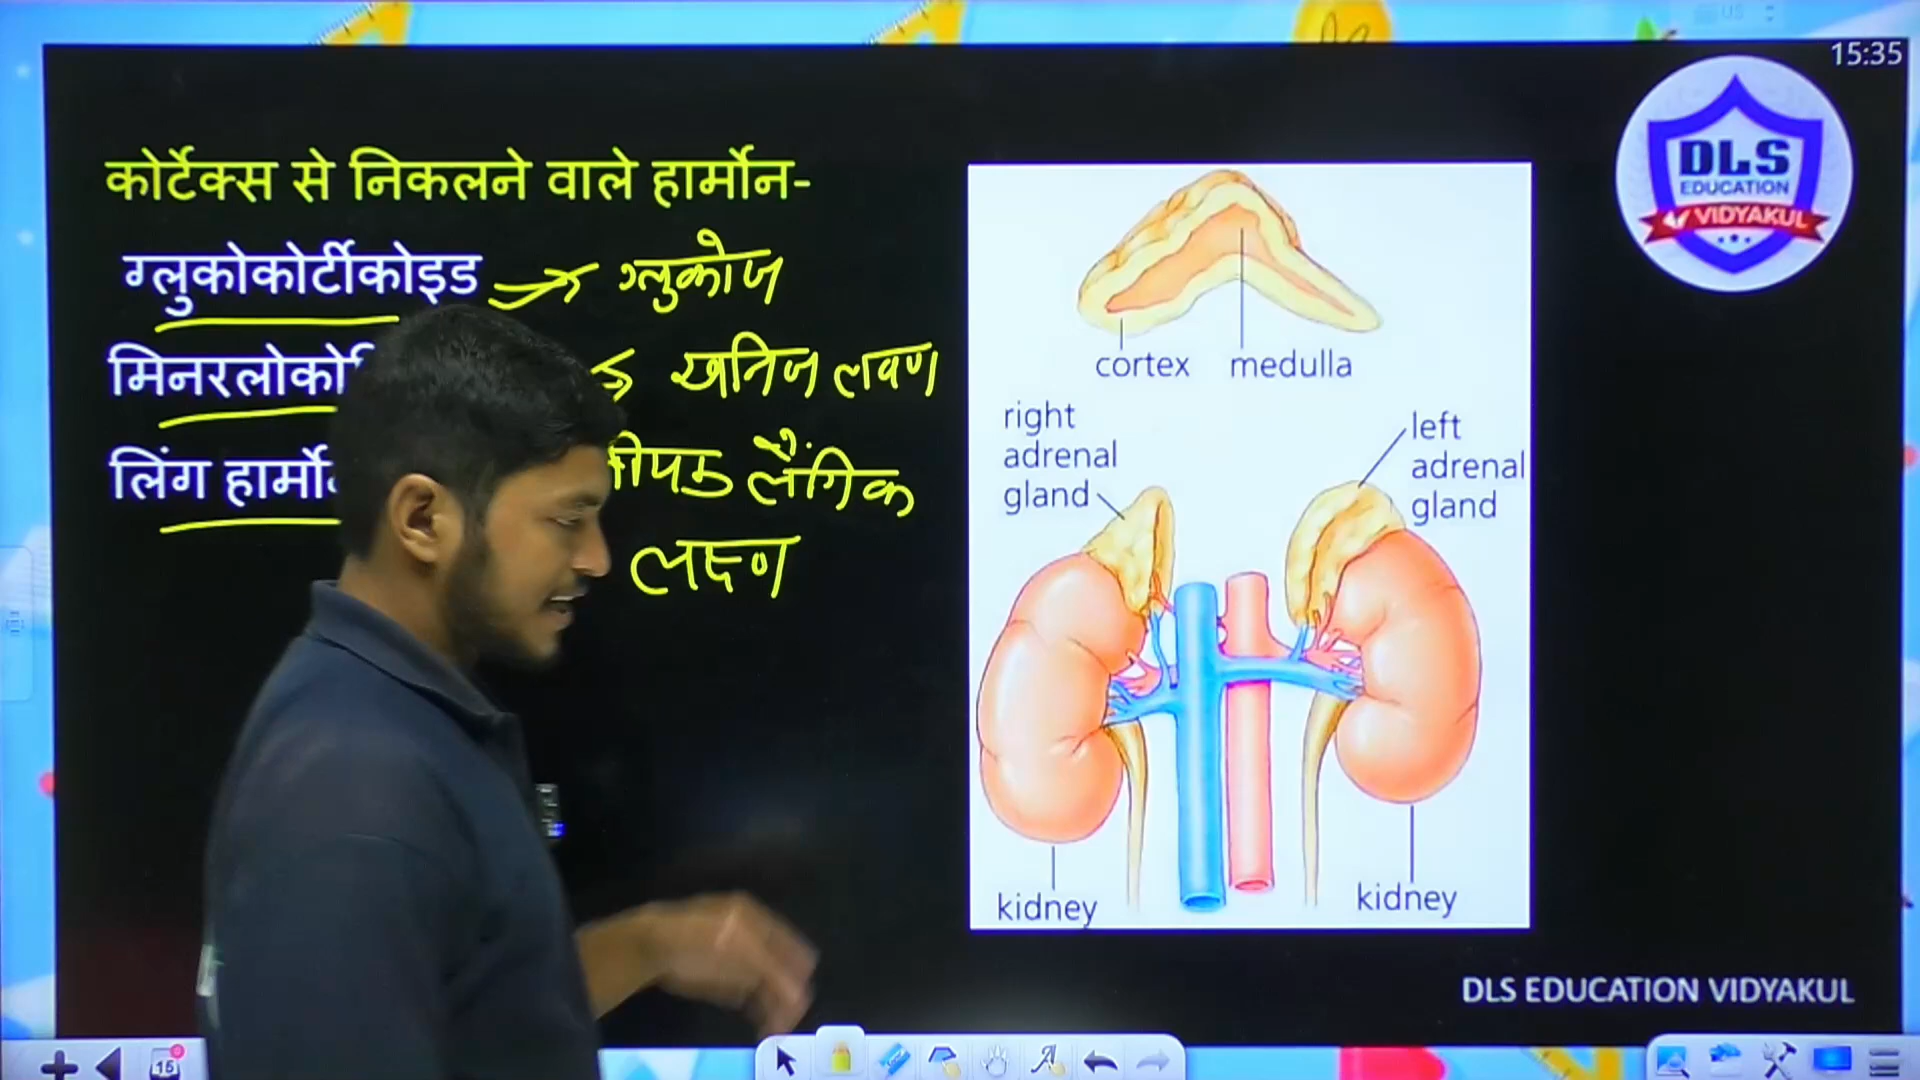 15:35
DLS
EDUCATION
VIDYAKUL
कोर्टेक्स से निकलने वाले हार्मोन-
ग्लुकोकोर्टीकोइड → ग्लुकोज
खनिज लवण
लिंग
लैंगिक
लक्षण
cortex medulla
right
adrenal
gland
left
adrenal
gland
kidney
kidney
DLS EDUCATION VIDYAKUL